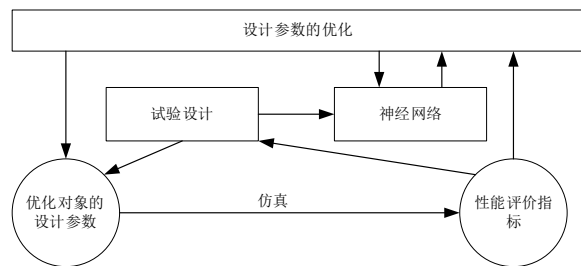 设计参数的优化
试验设计
神经网络
优化对象的
设计参数
仿真
性能评价指
标